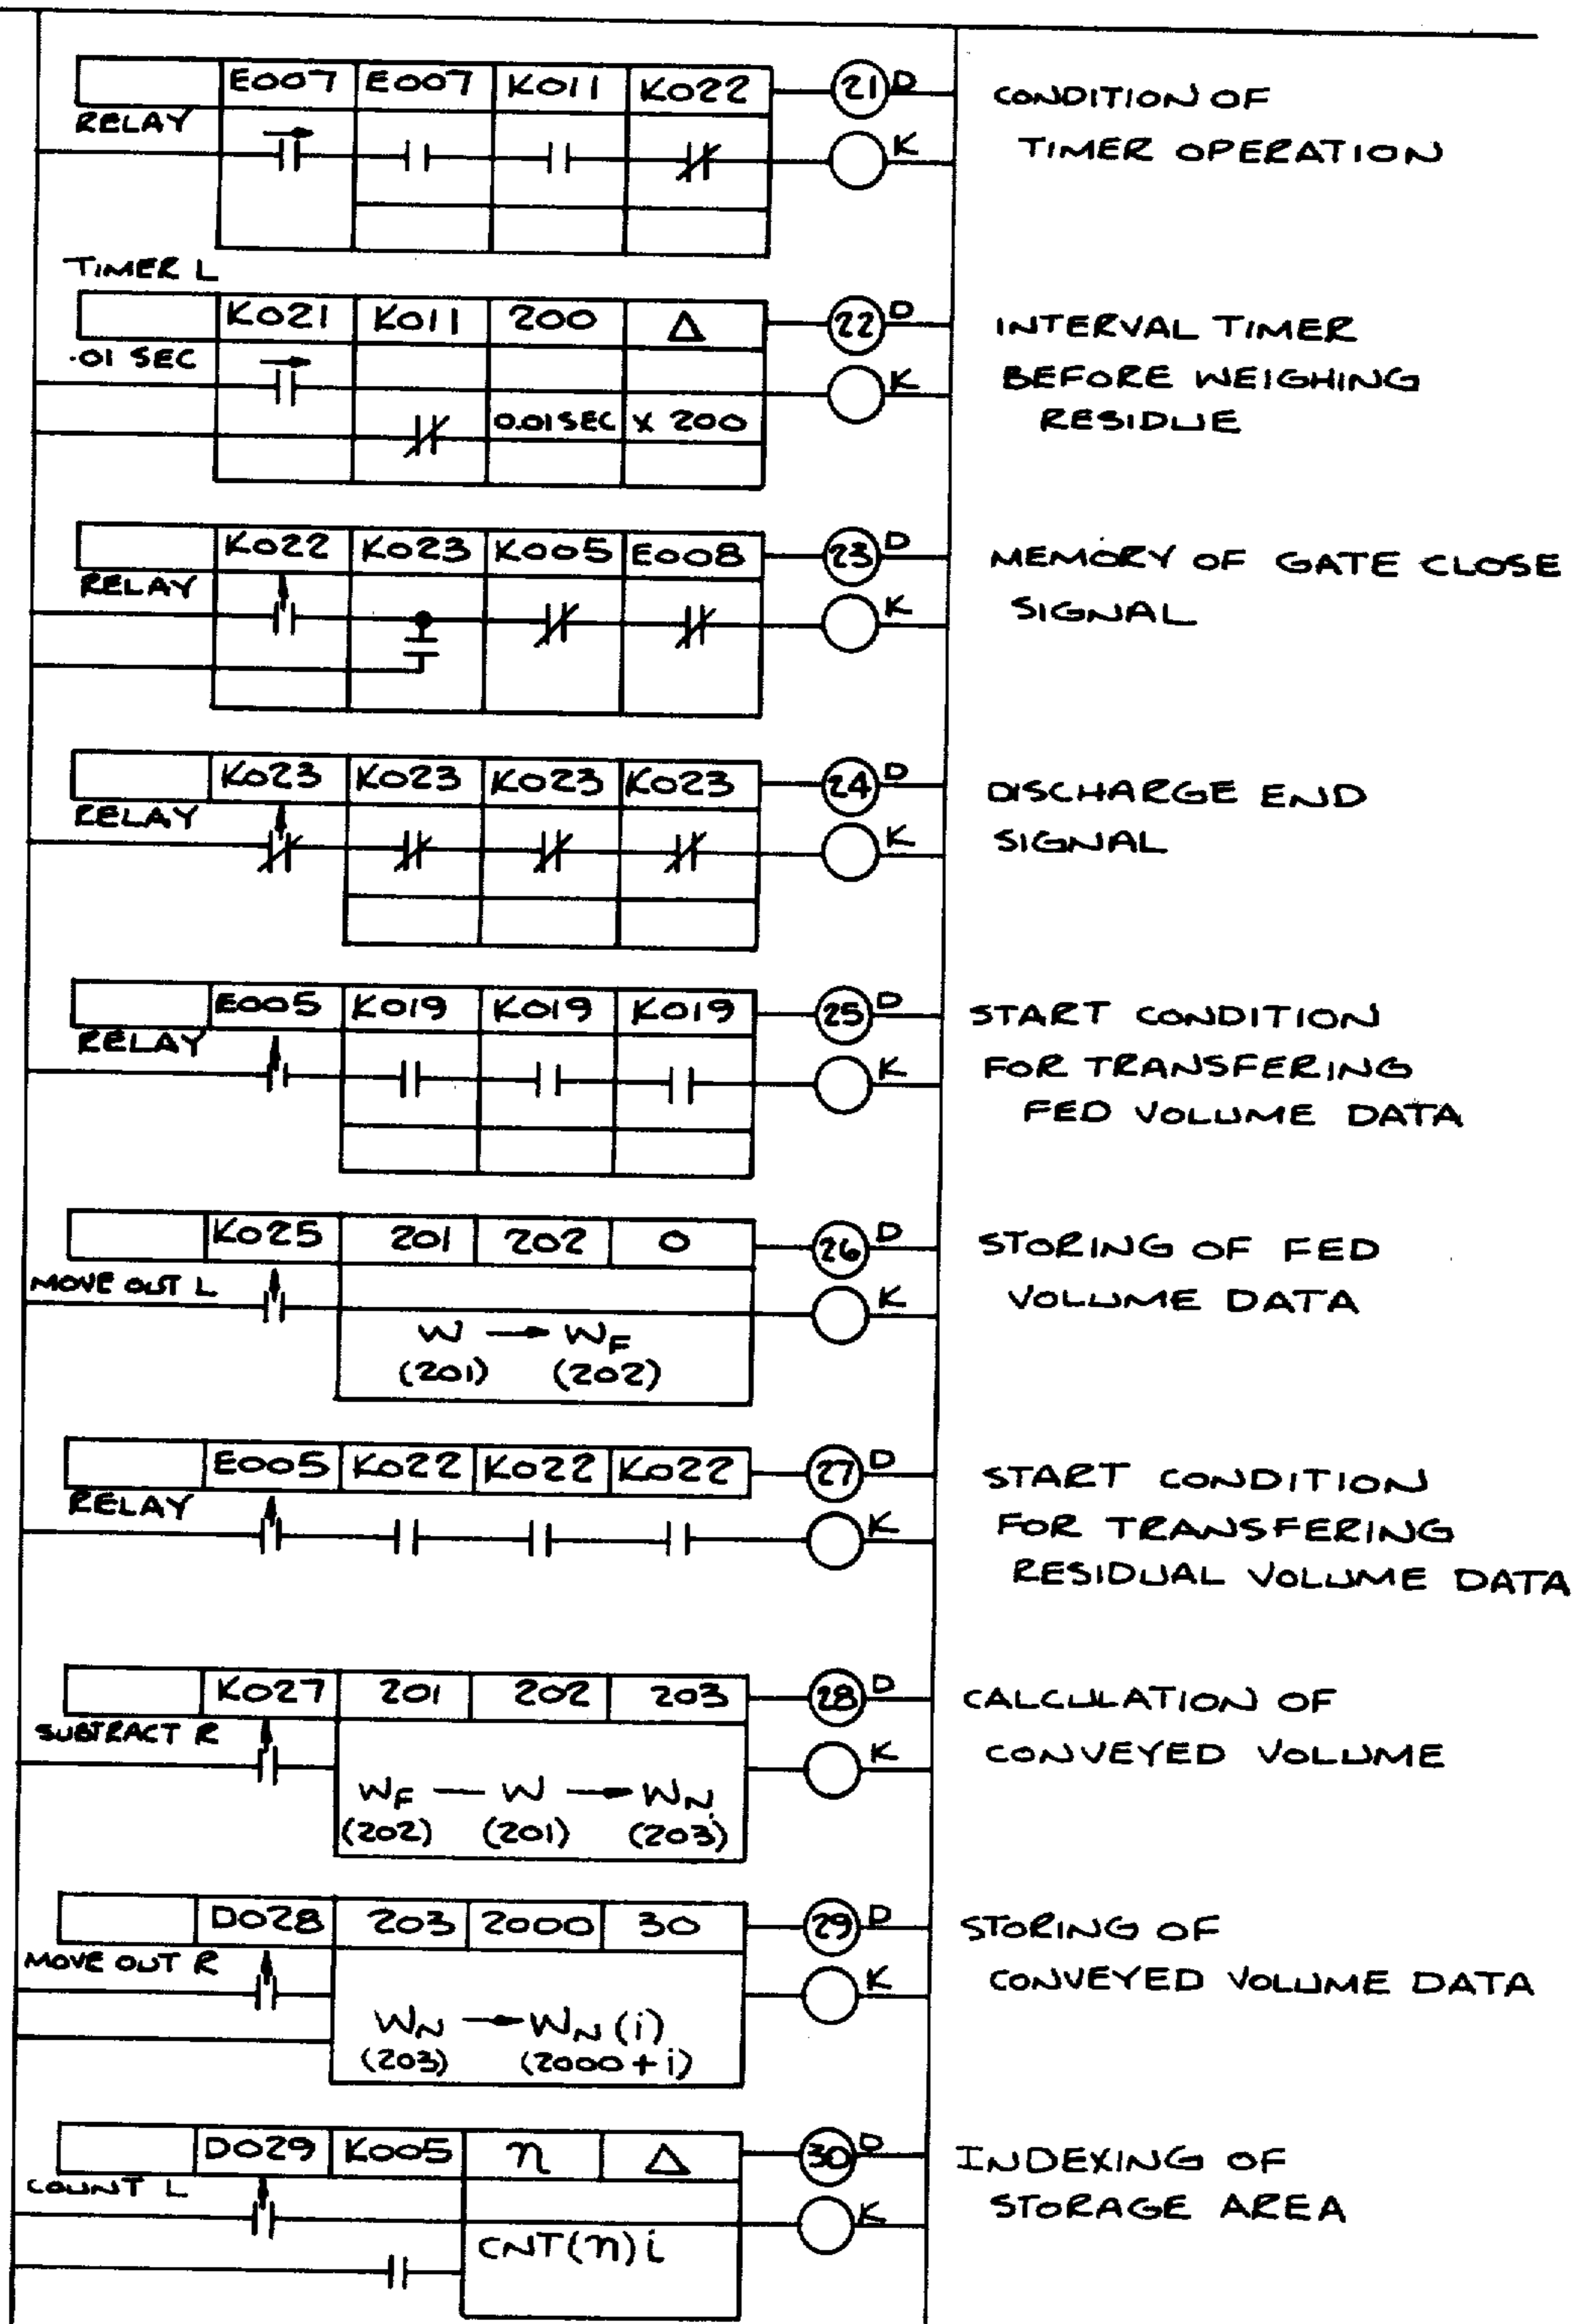 E007 E007 K011 K022 21 D CONDITION OF
RELAY K TIMER OPERATION
TIMER L
K021 K011 200 Δ 22 D INTERVAL TIMER
.01 SEC K BEFORE WEIGHING
0.01 SEC X 200 RESIDUE
K022 K023 K005 E008 23 D MEMORY OF GATE CLOSE
RELAY K SIGNAL
K023 K023 K023 K023 24 D DISCHARGE END
RELAY K SIGNAL
E005 K019 K019 K019 25 D START CONDITION
RELAY K FOR TRANSFERING
FED VOLUME DATA
K025 201 202 0 26 D STORING OF FED
MOVE OUT L K VOLUME DATA
W → WF
(201) (202)
E005 K022 K022 K022 27 D START CONDITION
RELAY K FOR TRANSFERING
RESIDUAL VOLUME DATA
K027 201 202 203 28 D CALCULATION OF
SUBTRACT R K CONVEYED VOLUME
WF — W → WN
(202) (201) (203)
D028 203 2000 30 29 D STORING OF
MOVE OUT R K CONVEYED VOLUME DATA
WN → WN (i)
(203) (2000 + i)
D029 K005 n Δ 30 D INDEXING OF
COUNT L K STORAGE AREA
CNT(n) i